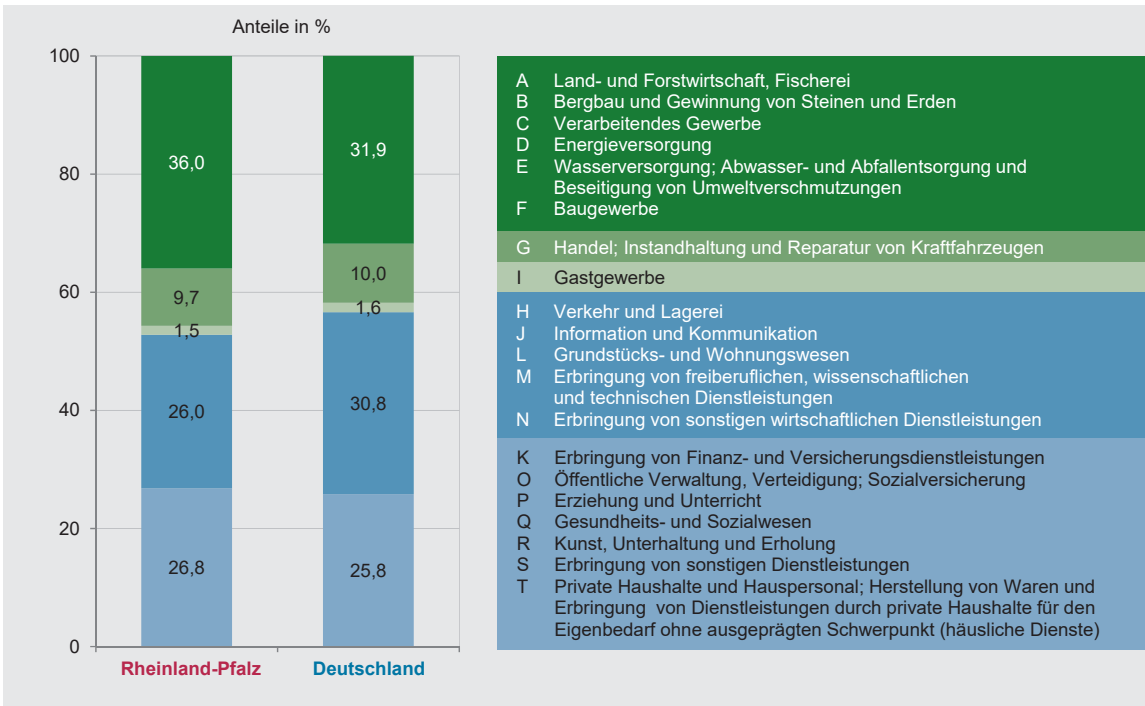 Anteile in %
100
80
60
40
20
0
36,0
9,7
1,5
26,0
26,8
31,9
10,0
1,6
30,8
25,8
Rheinland-Pfalz
Deutschland
A Land- und Forstwirtschaft, Fischerei
B Bergbau und Gewinnung von Steinen und Erden
C Verarbeitendes Gewerbe
D Energieversorgung
E Wasserversorgung; Abwasser- und Abfallentsorgung und
Beseitigung von Umweltverschmutzungen
F Baugewerbe
G Handel; Instandhaltung und Reparatur von Kraftfahrzeugen
I Gastgewerbe
H Verkehr und Lagerei
J Information und Kommunikation
L Grundstücks- und Wohnungswesen
M Erbringung von freiberuflichen, wissenschaftlichen
und technischen Dienstleistungen
N Erbringung von sonstigen wirtschaftlichen Dienstleistungen
K Erbringung von Finanz- und Versicherungsdienstleistungen
O Öffentliche Verwaltung, Verteidigung; Sozialversicherung
P Erziehung und Unterricht
Q Gesundheits- und Sozialwesen
R Kunst, Unterhaltung und Erholung
S Erbringung von sonstigen Dienstleistungen
T Private Haushalte und Hauspersonal; Herstellung von Waren und
Erbringung von Dienstleistungen durch private Haushalte für den
Eigenbedarf ohne ausgeprägten Schwerpunkt (häusliche Dienste)